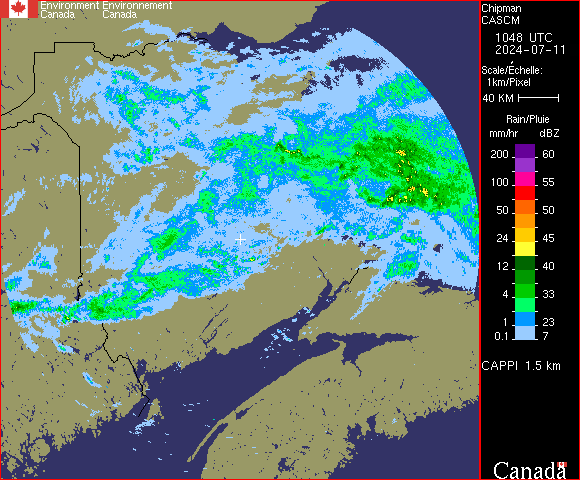 Environment Environnement
Canada Canada
Chipman
CASCM
1048 UTC
2024-07-11
Scale/Échelle:
1km/Pixel
40 KM
Rain/Pluie
mm/hr dBZ
200 60
100 55
50 50
24 45
12 40
4 33
1 23
0.1 7
CAPPI 1.5 km
Canada